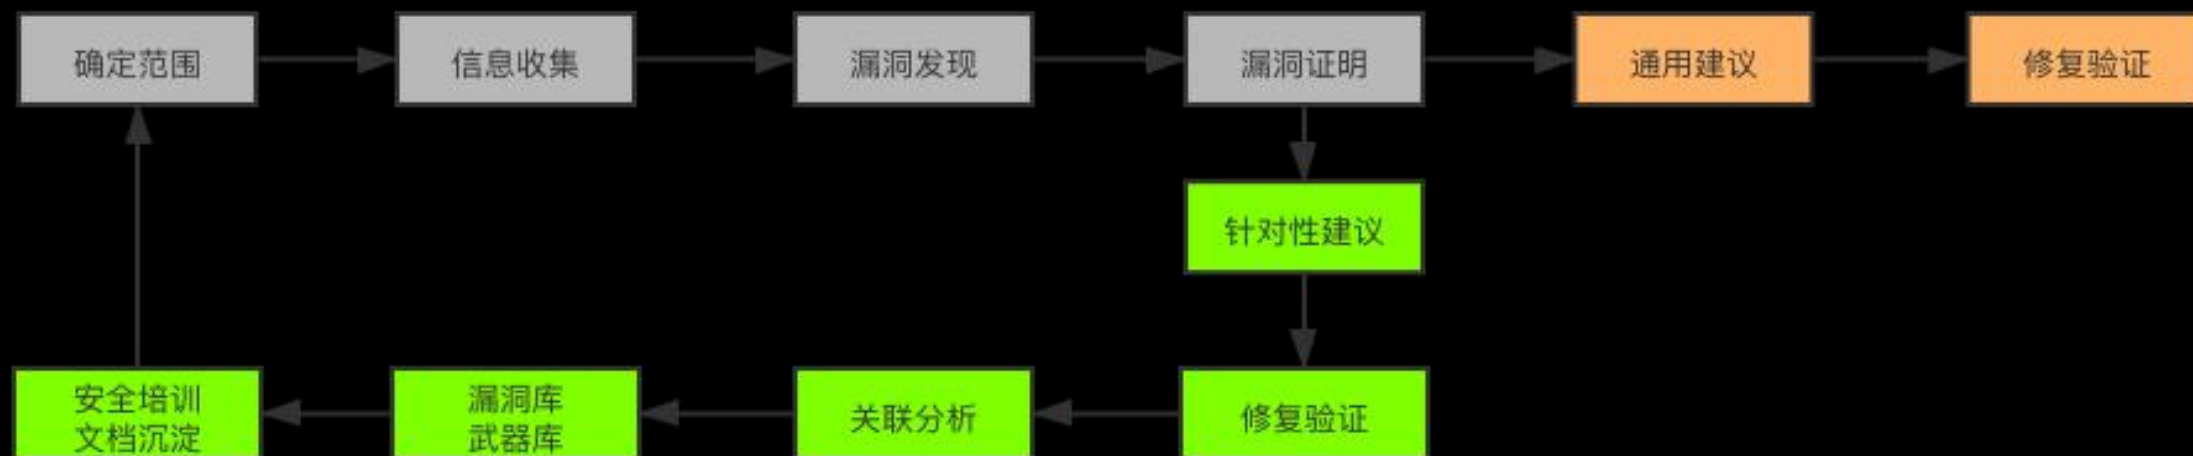 确定范围
信息收集
漏洞发现
漏洞证明
通用建议
修复验证
针对性建议
安全培训
文档沉淀
漏洞库
武器库
关联分析
修复验证